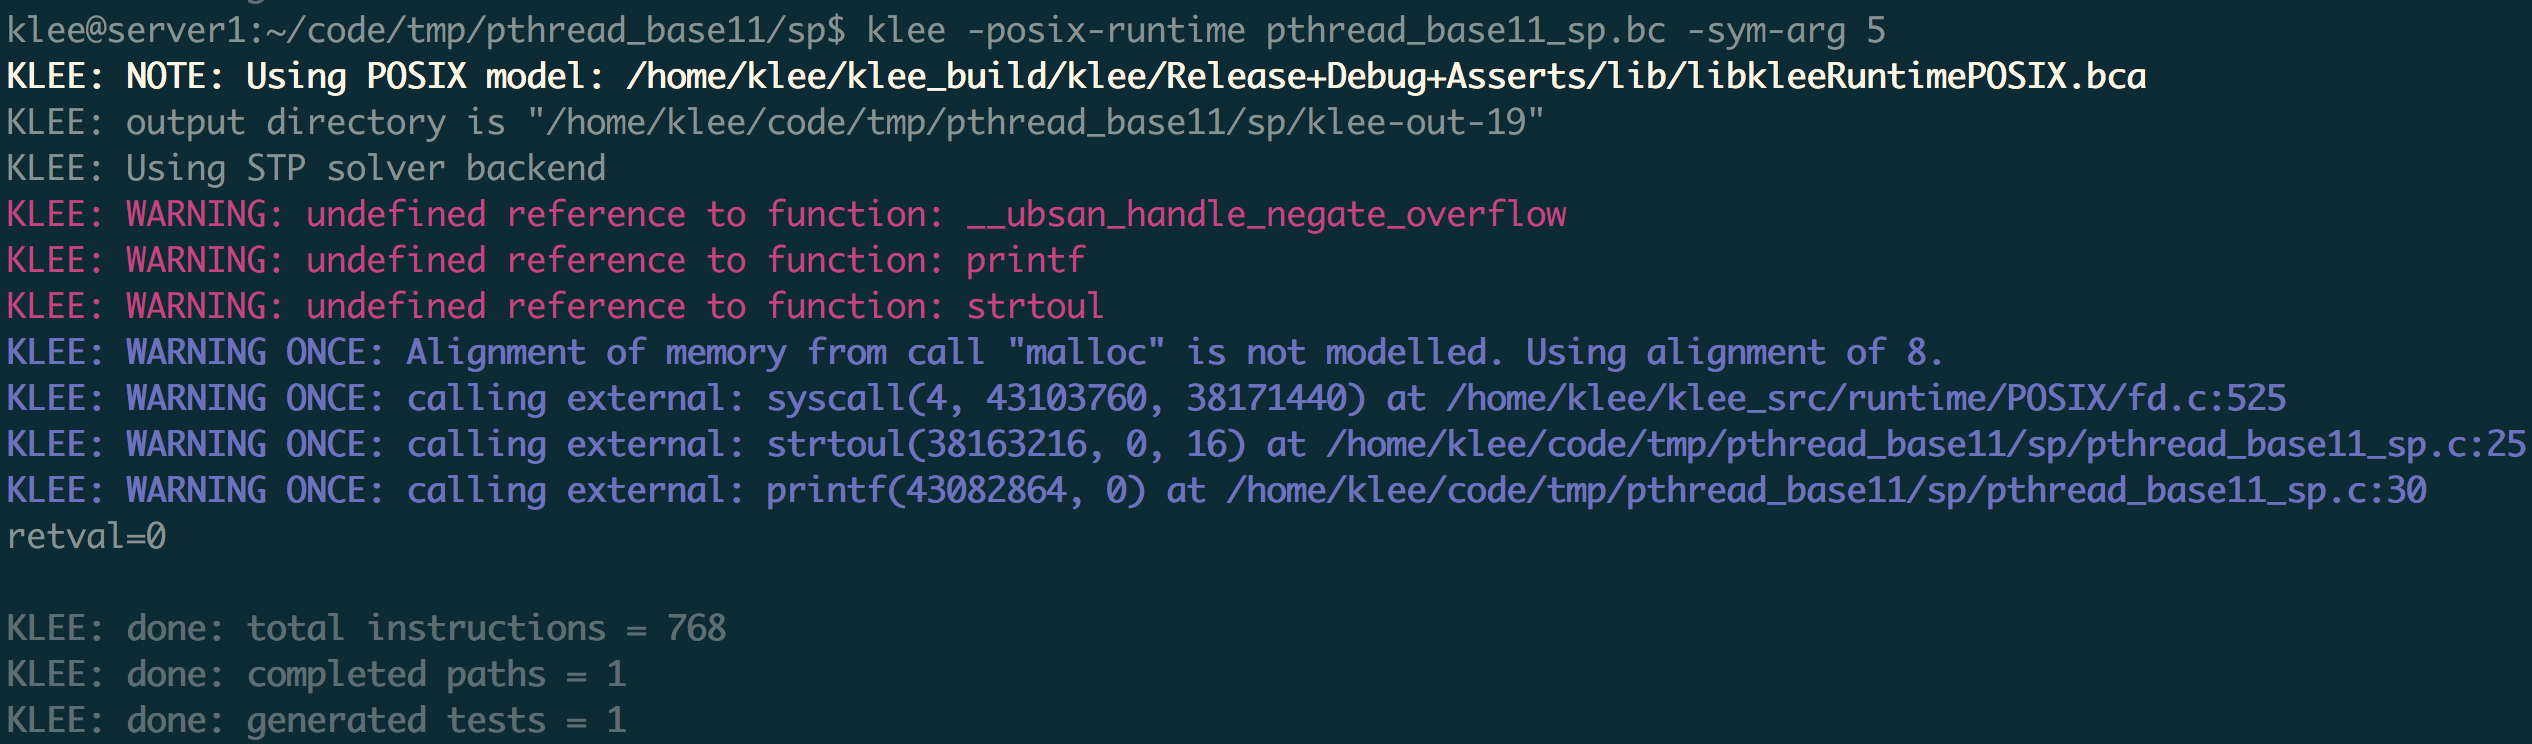 klee@server1:~/code/tmp/pthread_base11/sp$ klee -posix-runtime pthread_base11_sp.bc -sym-arg 5
KLEE: NOTE: Using POSIX model: /home/klee/klee_build/klee/Release+Debug+Asserts/lib/libkleeRuntimePOSIX.bca
KLEE: output directory is "/home/klee/code/tmp/pthread_base11/sp/klee-out-19"
KLEE: Using STP solver backend
KLEE: WARNING: undefined reference to function: __ubsan_handle_negate_overflow
KLEE: WARNING: undefined reference to function: printf
KLEE: WARNING: undefined reference to function: strtoul
KLEE: WARNING ONCE: Alignment of memory from call "malloc" is not modelled. Using alignment of 8.
KLEE: WARNING ONCE: calling external: syscall(4, 43103760, 38171440) at /home/klee/klee_src/runtime/POSIX/fd.c:525
KLEE: WARNING ONCE: calling external: strtoul(38163216, 0, 16) at /home/klee/code/tmp/pthread_base11/sp/pthread_base11_sp.c:25
KLEE: WARNING ONCE: calling external: printf(43082864, 0) at /home/klee/code/tmp/pthread_base11/sp/pthread_base11_sp.c:30
retval=0
KLEE: done: total instructions = 768
KLEE: done: completed paths = 1
KLEE: done: generated tests = 1